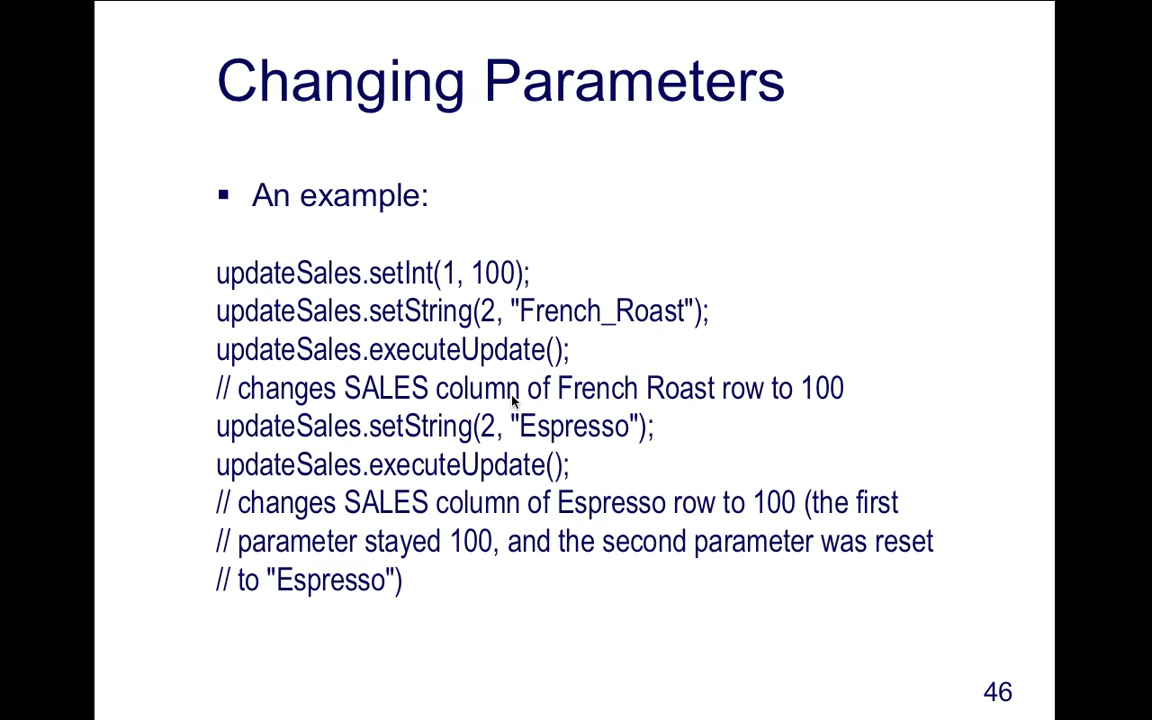 Changing Parameters
▪ An example:
updateSales.setInt(1, 100);
updateSales.setString(2, "French_Roast");
updateSales.executeUpdate();
// changes SALES column of French Roast row to 100
updateSales.setString(2, "Espresso");
updateSales.executeUpdate();
// changes SALES column of Espresso row to 100 (the first
// parameter stayed 100, and the second parameter was reset
// to "Espresso")
46